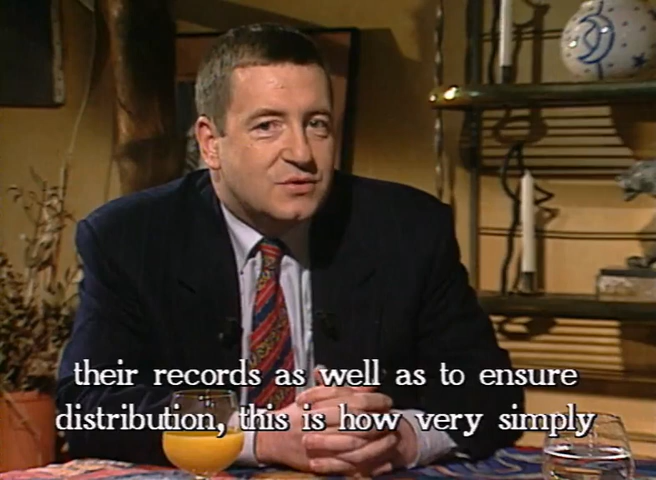 their records as well as to ensure
distribution, this is how very simply